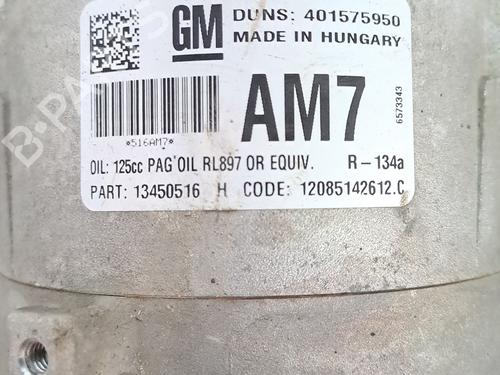 GM
DUNS: 401575950
MADE IN HUNGARY
AM7
6573343
*516AM7*
OIL: 125cc PAG OIL RL897 OR EQUIV. R-134a
PART: 13450516 H CODE: 12085142612.C